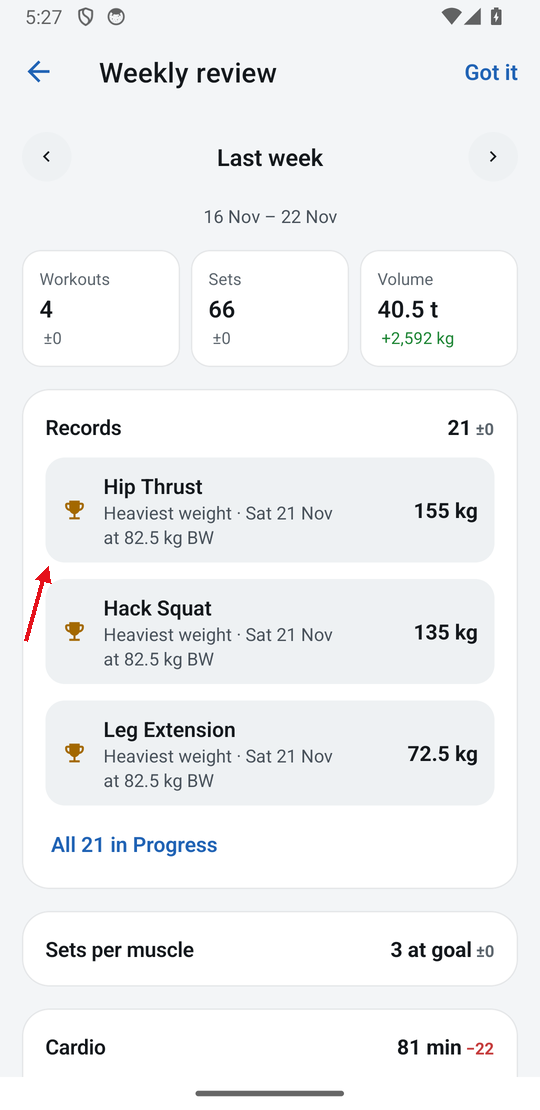 5:27
Weekly review
Got it
Last week
16 Nov – 22 Nov
Workouts
4
±0
Sets
66
±0
Volume
40.5 t
+2,592 kg
Records
21 ±0
Hip Thrust
Heaviest weight · Sat 21 Nov
at 82.5 kg BW
155 kg
Hack Squat
Heaviest weight · Sat 21 Nov
at 82.5 kg BW
135 kg
Leg Extension
Heaviest weight · Sat 21 Nov
at 82.5 kg BW
72.5 kg
All 21 in Progress
Sets per muscle
3 at goal ±0
Cardio
81 min −22